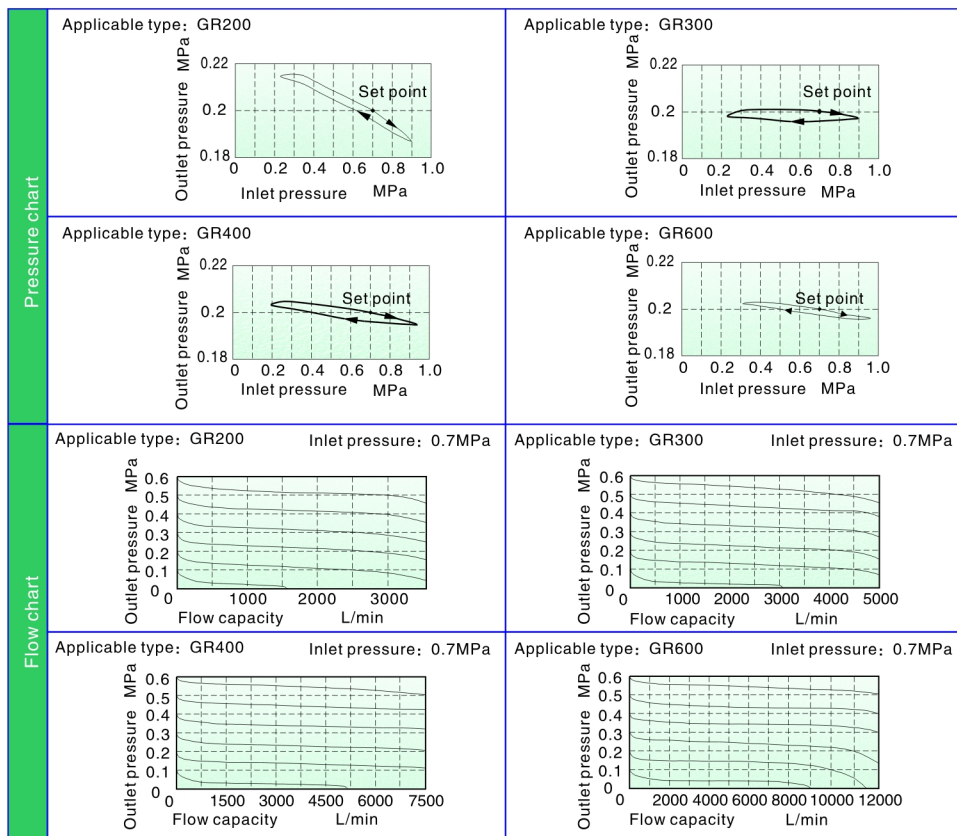 Pressure chart
Applicable type: GR200
Outlet pressure MPa
0.22
0.2
0.18
Set point
0 0.2 0.4 0.6 0.8 1.0
Inlet pressure MPa
Applicable type: GR300
Outlet pressure MPa
0.22
0.2
0.18
Set point
0 0.2 0.4 0.6 0.8 1.0
Inlet pressure MPa
Applicable type: GR400
Outlet pressure MPa
0.22
0.2
0.18
Set point
0 0.2 0.4 0.6 0.8 1.0
Inlet pressure MPa
Applicable type: GR600
Outlet pressure MPa
0.22
0.2
0.18
Set point
0 0.2 0.4 0.6 0.8 1.0
Inlet pressure MPa
Flow chart
Applicable type: GR200 Inlet pressure: 0.7MPa
Outlet pressure MPa
0.6
0.5
0.4
0.3
0.2
0.1
0
0 1000 2000 3000
Flow capacity L/min
Applicable type: GR300 Inlet pressure: 0.7MPa
Outlet pressure MPa
0.6
0.5
0.4
0.3
0.2
0.1
0
0 1000 2000 3000 4000 5000
Flow capacity L/min
Applicable type: GR400 Inlet pressure: 0.7MPa
Outlet pressure MPa
0.6
0.5
0.4
0.3
0.2
0.1
0
0 1500 3000 4500 6000 7500
Flow capacity L/min
Applicable type: GR600 Inlet pressure: 0.7MPa
Outlet pressure MPa
0.6
0.5
0.4
0.3
0.2
0.1
0
0 2000 4000 6000 8000 10000 12000
Flow capacity L/min